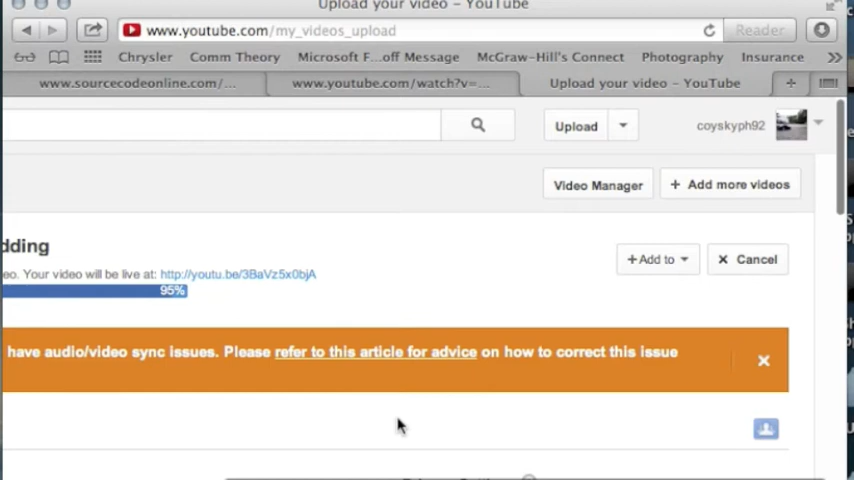 Upload your video – YouTube
www.youtube.com/my_videos_upload
Reader
Chrysler Comm Theory Microsoft F...off Message McGraw-Hill's Connect Photography Insurance
www.sourcecodeonline.com/... www.youtube.com/watch?v=... Upload your video – YouTube
Upload coyskyph92
Video Manager + Add more videos
dding
eo. Your video will be live at: http://youtu.be/3BaVz5x0bjA
+Add to × Cancel
95%
have audio/video sync issues. Please refer to this article for advice on how to correct this issue